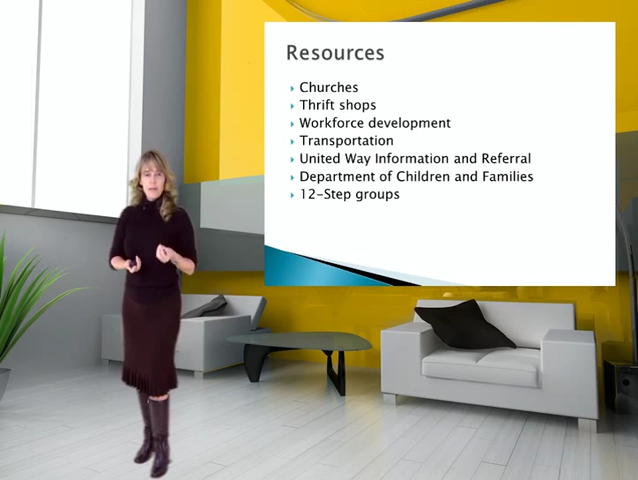 Resources
Churches
Thrift shops
Workforce development
Transportation
United Way Information and Referral
Department of Children and Families
12-Step groups